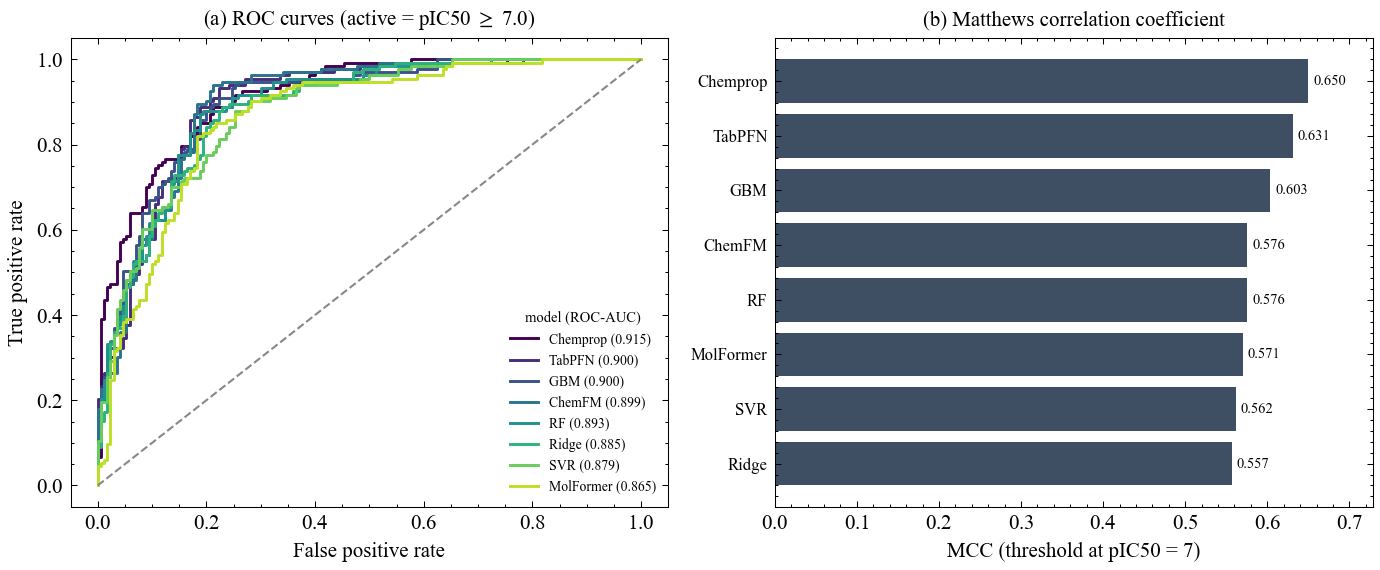 (a) ROC curves (active = pIC50 ≥ 7.0)
1.0
0.8
0.6
0.4
0.2
0.0
True positive rate
0.0 0.2 0.4 0.6 0.8 1.0
False positive rate
model (ROC-AUC)
Chemprop (0.915)
TabPFN (0.900)
GBM (0.900)
ChemFM (0.899)
RF (0.893)
Ridge (0.885)
SVR (0.879)
MolFormer (0.865)
(b) Matthews correlation coefficient
Chemprop 0.650
TabPFN 0.631
GBM 0.603
ChemFM 0.576
RF 0.576
MolFormer 0.571
SVR 0.562
Ridge 0.557
0.0 0.1 0.2 0.3 0.4 0.5 0.6 0.7
MCC (threshold at pIC50 = 7)